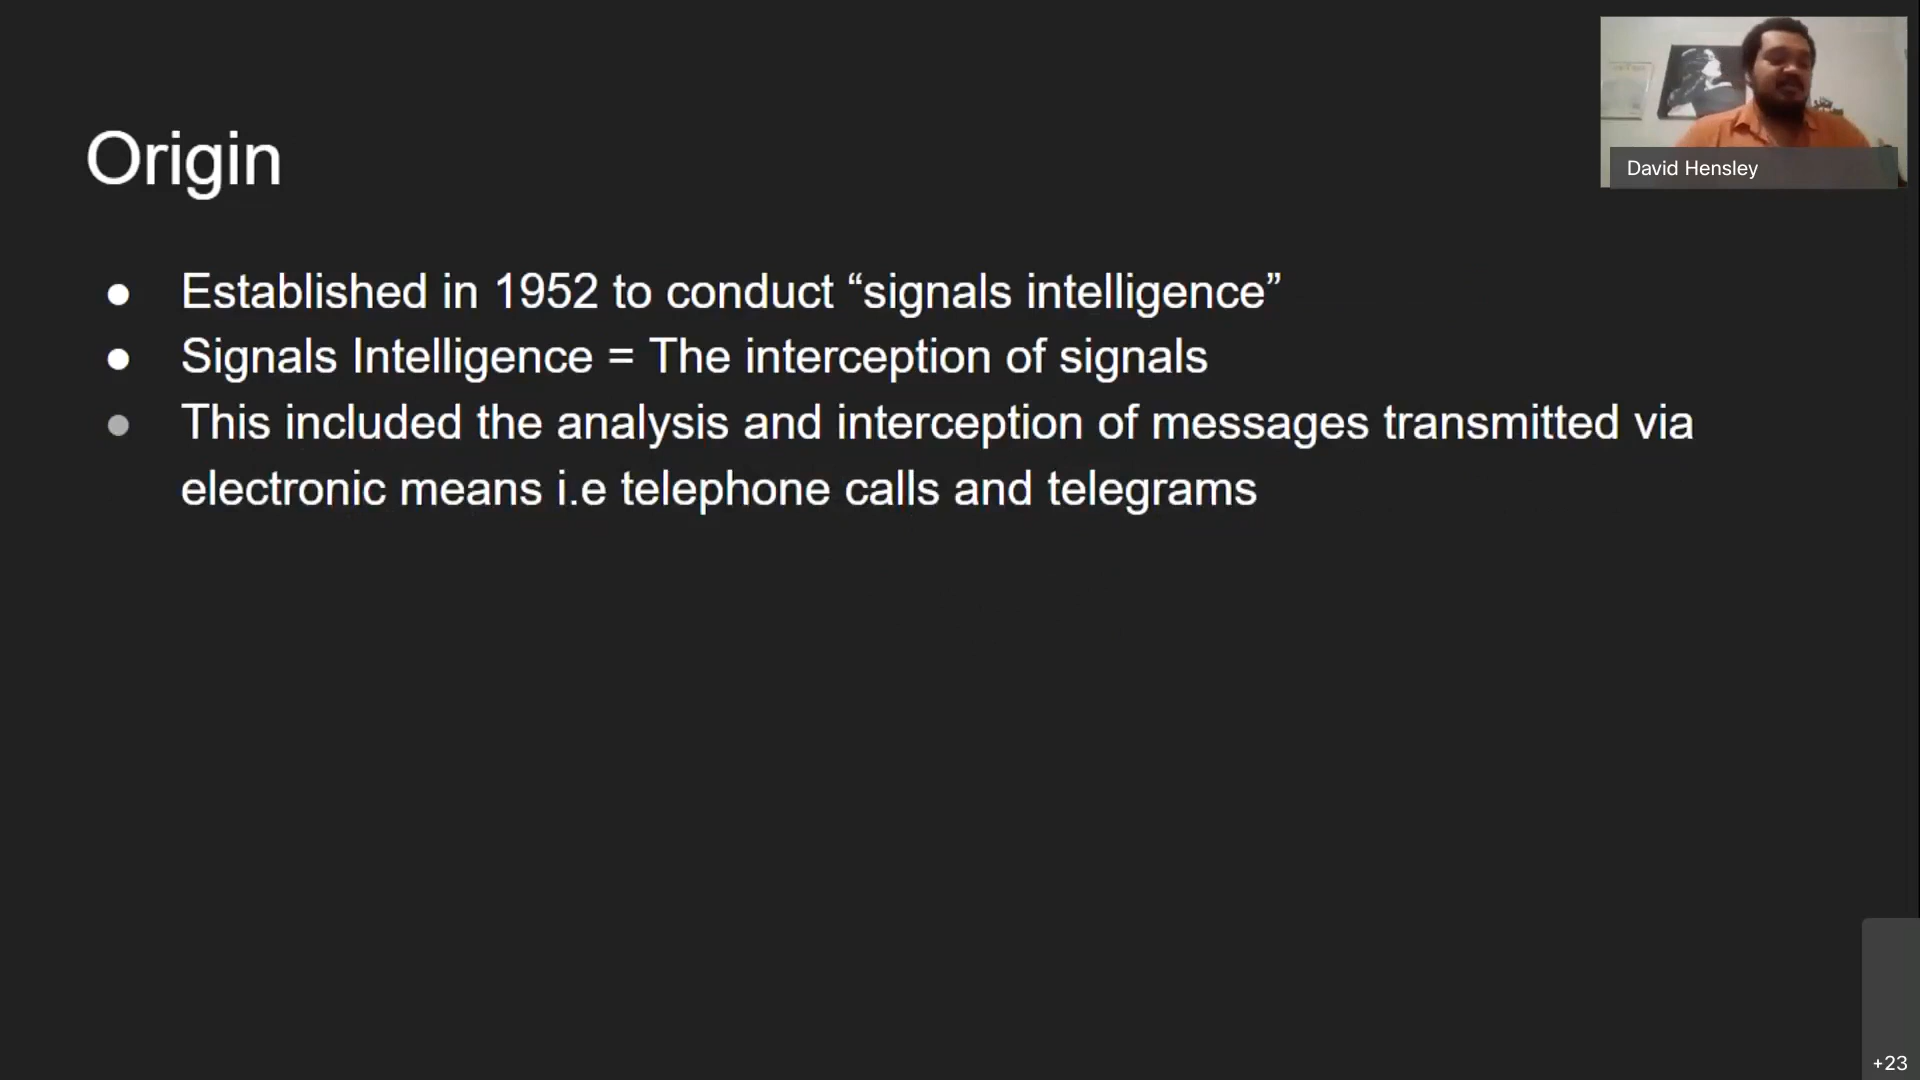 Origin
● Established in 1952 to conduct “signals intelligence”
● Signals Intelligence = The interception of signals
● This included the analysis and interception of messages transmitted via
electronic means i.e telephone calls and telegrams
David Hensley
+23